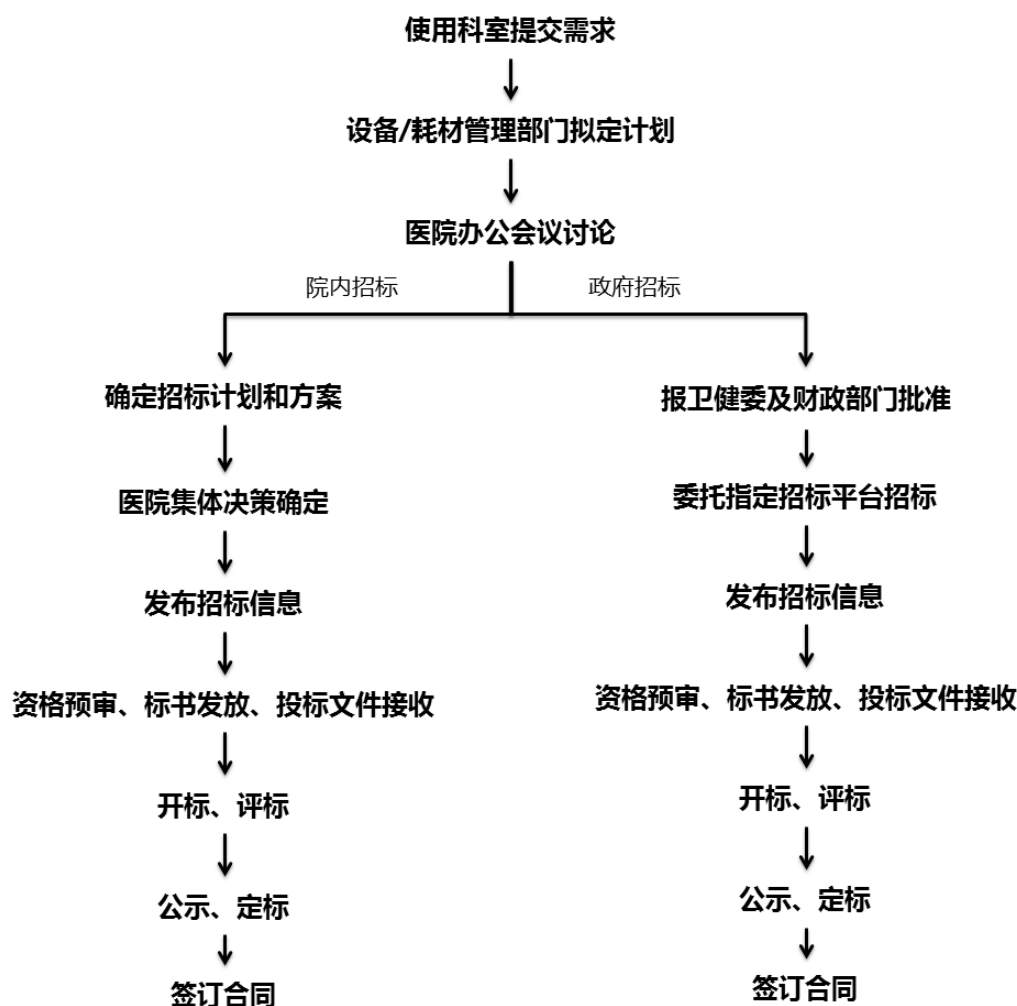 使用科室提交需求
设备/耗材管理部门拟定计划
医院办公会议讨论
院内招标
政府招标
确定招标计划和方案
医院集体决策确定
发布招标信息
资格预审、标书发放、投标文件接收
开标、评标
公示、定标
签订合同
报卫健委及财政部门批准
委托指定招标平台招标
发布招标信息
资格预审、标书发放、投标文件接收
开标、评标
公示、定标
签订合同